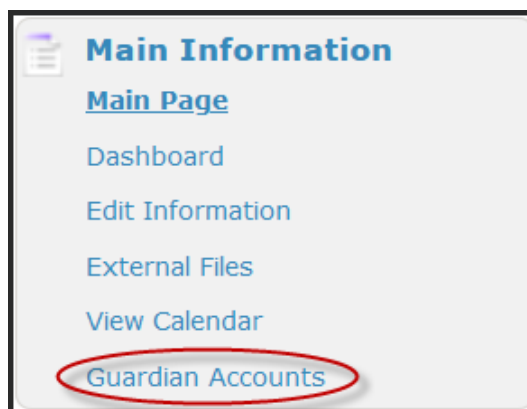 Main Information
Main Page
Dashboard
Edit Information
External Files
View Calendar
Guardian Accounts